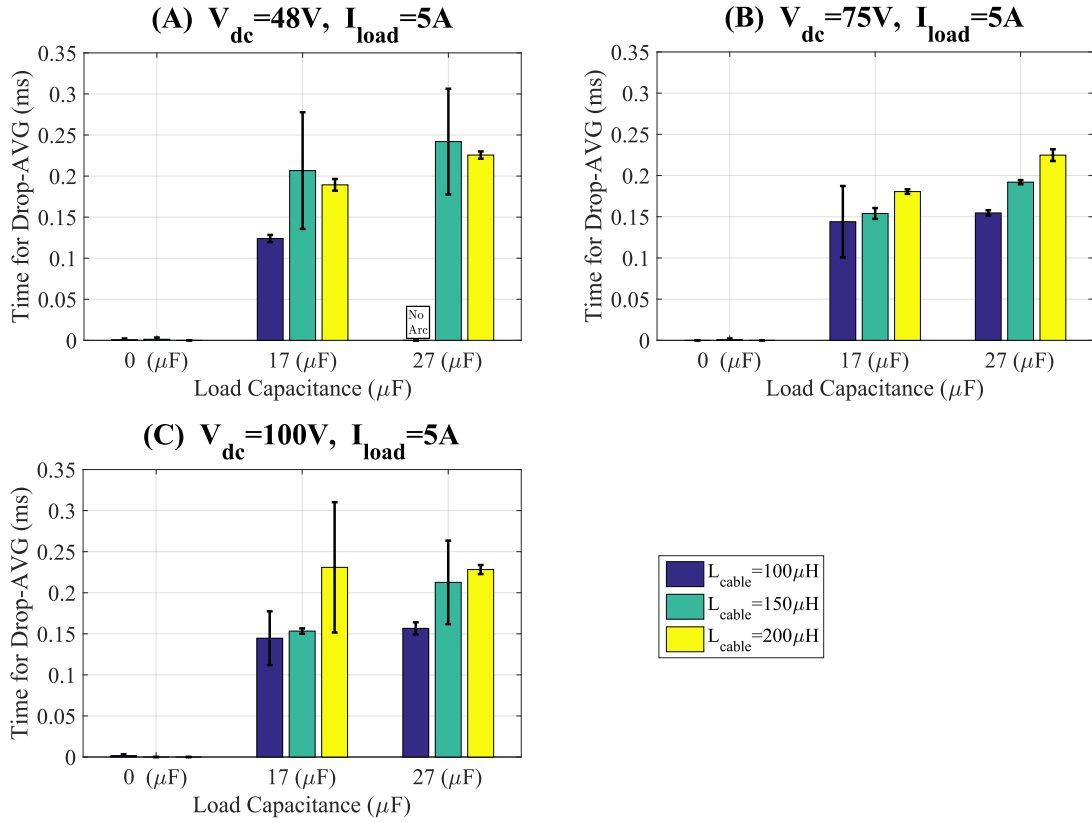 (A) V_dc=48V, I_load=5A
Time for Drop-AVG (ms)
0.35
0.3
0.25
0.2
0.15
0.1
0.05
0
No
Arc
0 (μF) 17 (μF) 27 (μF)
Load Capacitance (μF)
(B) V_dc=75V, I_load=5A
Time for Drop-AVG (ms)
0.35
0.3
0.25
0.2
0.15
0.1
0.05
0
0 (μF) 17 (μF) 27 (μF)
Load Capacitance (μF)
(C) V_dc=100V, I_load=5A
Time for Drop-AVG (ms)
0.35
0.3
0.25
0.2
0.15
0.1
0.05
0
0 (μF) 17 (μF) 27 (μF)
Load Capacitance (μF)
L_cable=100μH
L_cable=150μH
L_cable=200μH